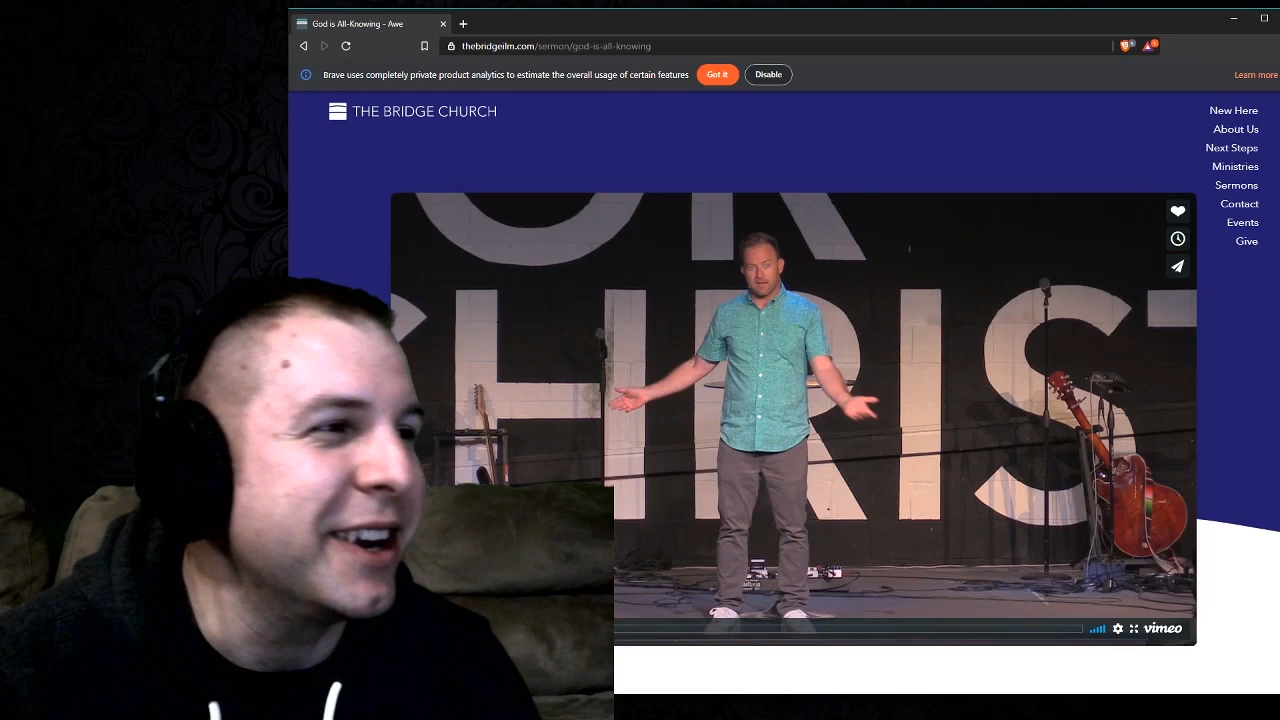 God is All-Knowing - Awe
thebridgeilm.com/sermon/god-is-all-knowing
Brave uses completely private product analytics to estimate the overall usage of certain features
Got it
Disable
Learn more
THE BRIDGE CHURCH
New Here
About Us
Next Steps
Ministries
Sermons
Contact
Events
Give
OR
CHRIST
vimeo